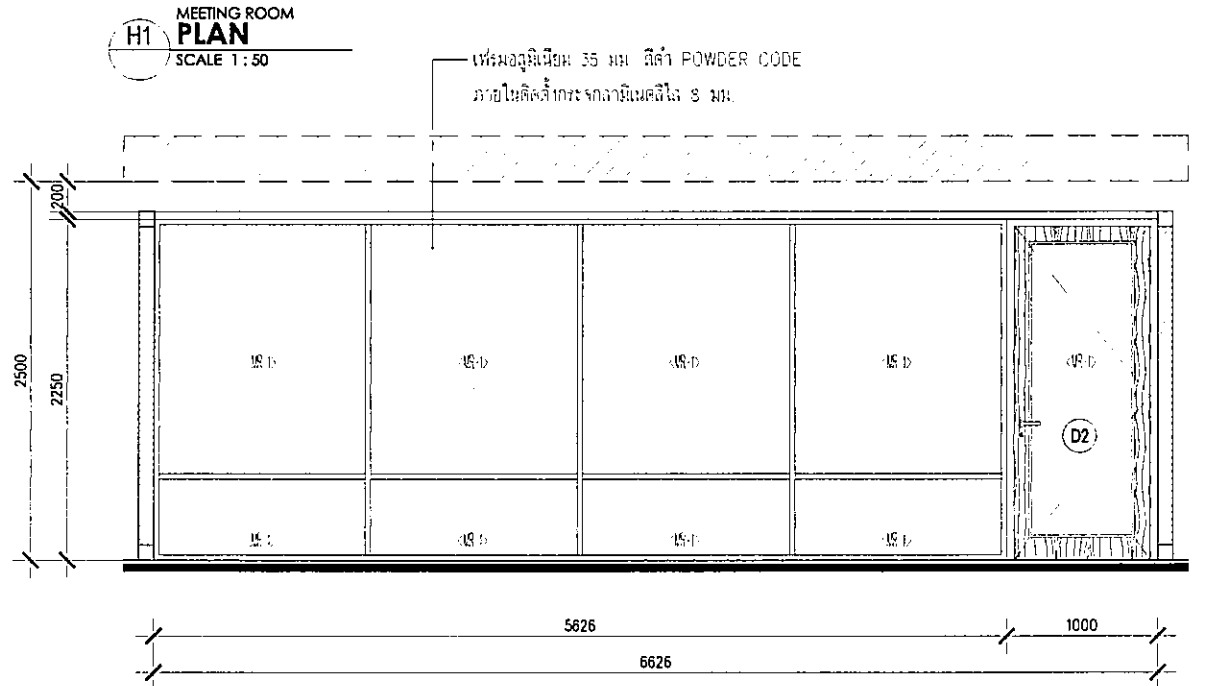 MEETING ROOM
H1 PLAN
SCALE 1 : 50
เฟรมอลูมิเนียม 35 มม. สีดำ POWDER CODE
ภายในติดตั้งกระจกลามิเนตสีใส 8 มม.
200
2500
2250
D2
5626
1000
6626